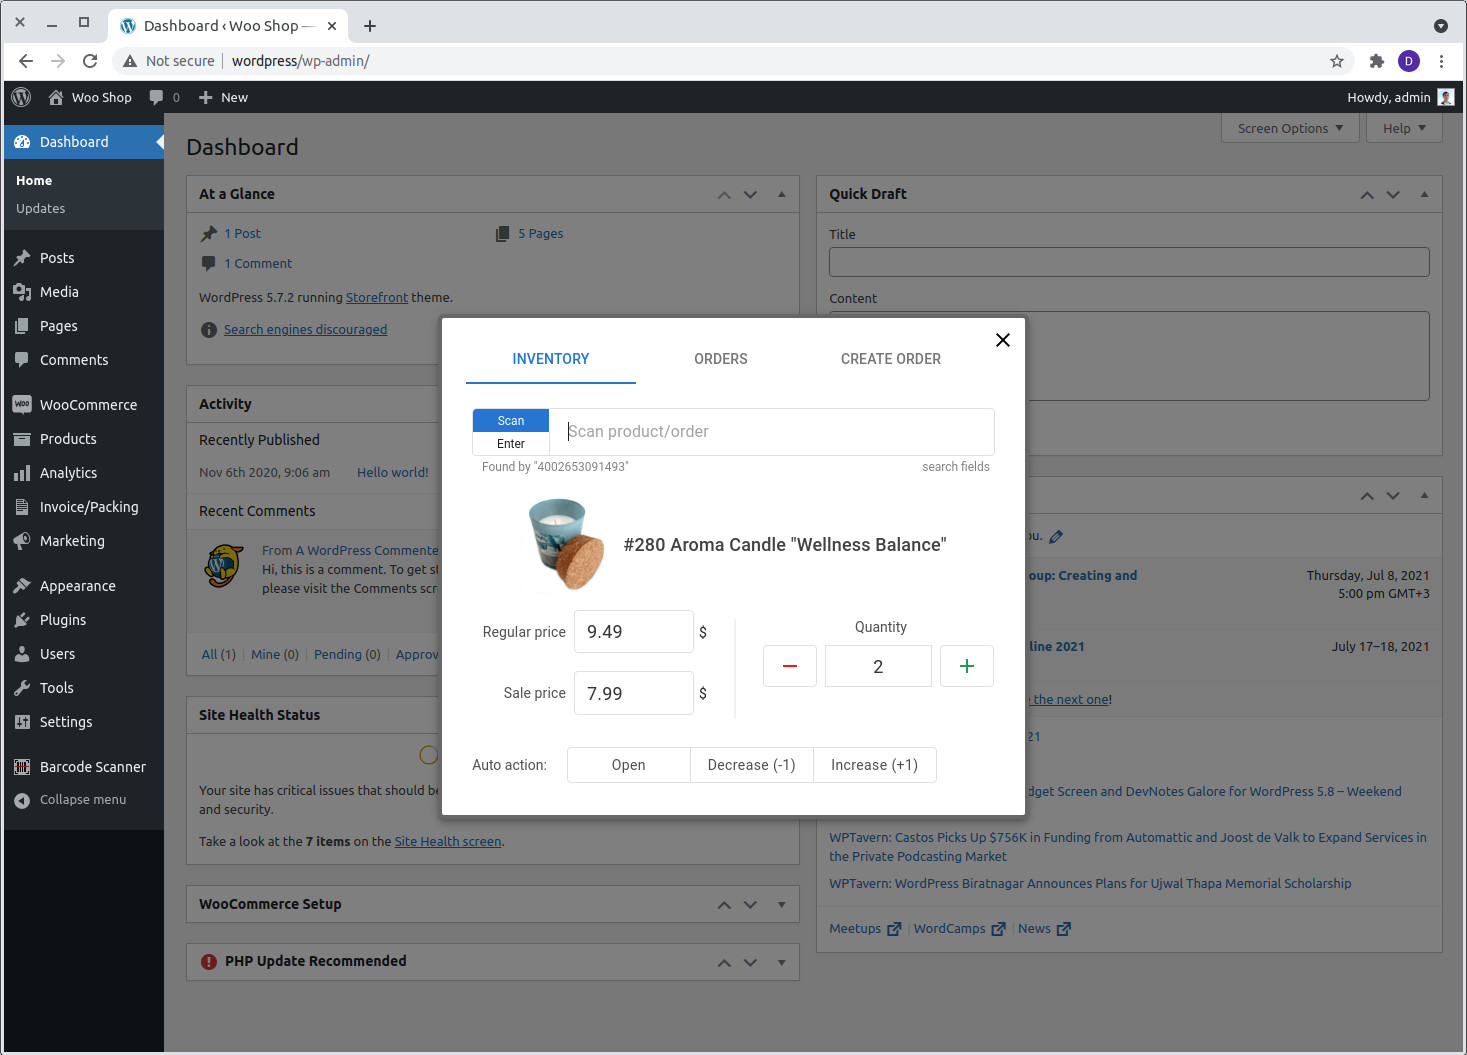 Dashboard ‹ Woo Shop —
Not secure
wordpress/wp-admin/
D
Woo Shop
0
New
Howdy, admin
Dashboard
Home
Updates
Posts
Media
Pages
Comments
WooCommerce
Products
Analytics
Invoice/Packing
Marketing
Appearance
Plugins
Users
Tools
Settings
Barcode Scanner
Collapse menu
Dashboard
Screen Options
Help
At a Glance
1 Post
5 Pages
1 Comment
WordPress 5.7.2 running Storefront theme.
Search engines discouraged
Activity
Recently Published
Nov 6th 2020, 9:06 am
Hello world!
Recent Comments
From A WordPress Commente
Hi, this is a comment. To get st
please visit the Comments scr
All (1) | Mine (0) | Pending (0) | Approv
Site Health Status
Your site has critical issues that should be
and security.
Take a look at the 7 items on the Site Health screen.
WooCommerce Setup
PHP Update Recommended
Quick Draft
Title
Content
ou.
oup: Creating and
Thursday, Jul 8, 2021
5:00 pm GMT+3
line 2021
July 17–18, 2021
the next one!
21
dget Screen and DevNotes Galore for WordPress 5.8 – Weekend
WPTavern: Castos Picks Up $756K in Funding from Automattic and Joost de Valk to Expand Services in
the Private Podcasting Market
WPTavern: WordPress Biratnagar Announces Plans for Ujwal Thapa Memorial Scholarship
Meetups | WordCamps | News
INVENTORY
ORDERS
CREATE ORDER
Scan
Enter
Scan product/order
Found by "4002653091493"
search fields
#280 Aroma Candle "Wellness Balance"
Regular price
9.49
$
Sale price
7.99
$
Quantity
2
Auto action:
Open
Decrease (-1)
Increase (+1)